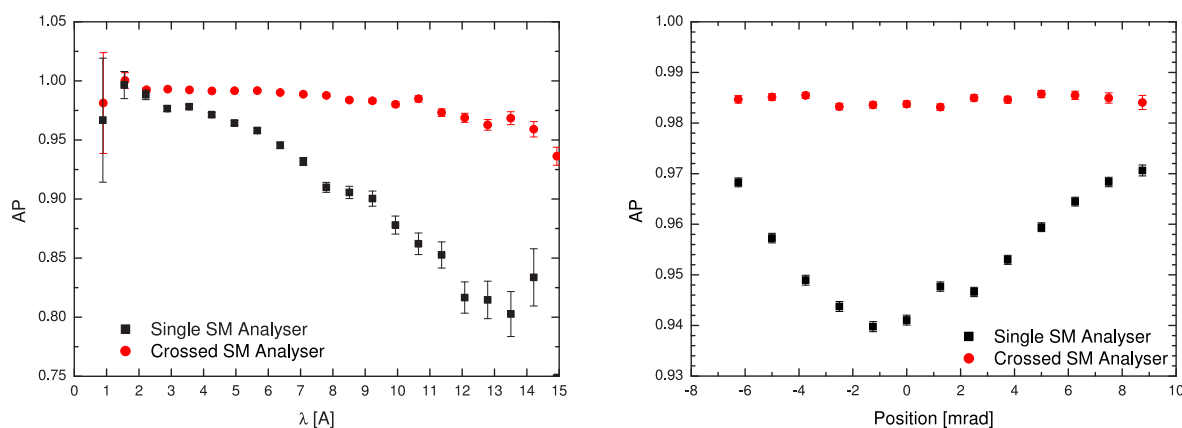 1.05
1.00
0.95
0.90
0.85
0.80
0.75
AP
Single SM Analyser
Crossed SM Analyser
0 1 2 3 4 5 6 7 8 9 10 11 12 13 14 15
λ [A]
1.00
0.99
0.98
0.97
0.96
0.95
0.94
0.93
AP
Single SM Analyser
Crossed SM Analyser
-8 -6 -4 -2 0 2 4 6 8 10
Position [mrad]